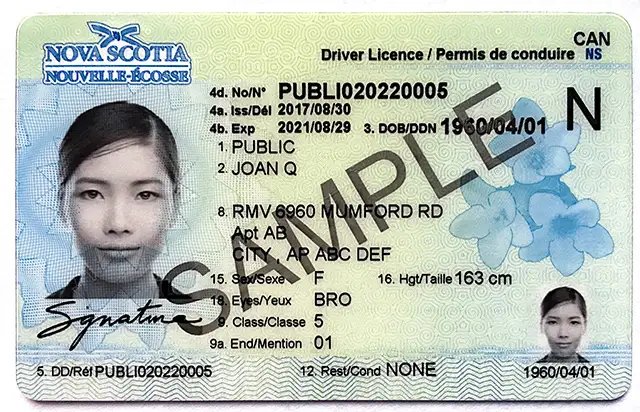 NOVA SCOTIA
NOUVELLE-ÉCOSSE
Driver Licence / Permis de conduire
CAN
NS
4d. No/N° PUBLI020220005
4a. Iss/Dél 2017/08/30
4b. Exp 2021/08/29 3. DOB/DDN 1960/04/01
N
1. PUBLIC
2. JOAN Q
8. RMV 6960 MUMFORD RD
Apt AB
CITY, AP ABC DEF
15. Sex/Sexe F 16. Hgt/Taille 163 cm
18. Eyes/Yeux BRO
9. Class/Classe 5
9a. End/Mention 01
SAMPLE
Signature
5. DD/Réf PUBLI020220005
12. Rest/Cond NONE
1960/04/01